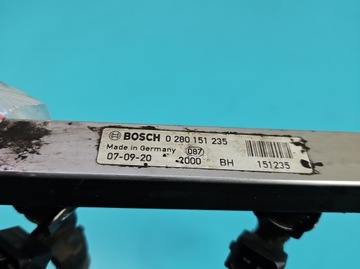 BOSCH 0 280 151 235
Made in Germany 087
07-09-20 2000 BH 151235